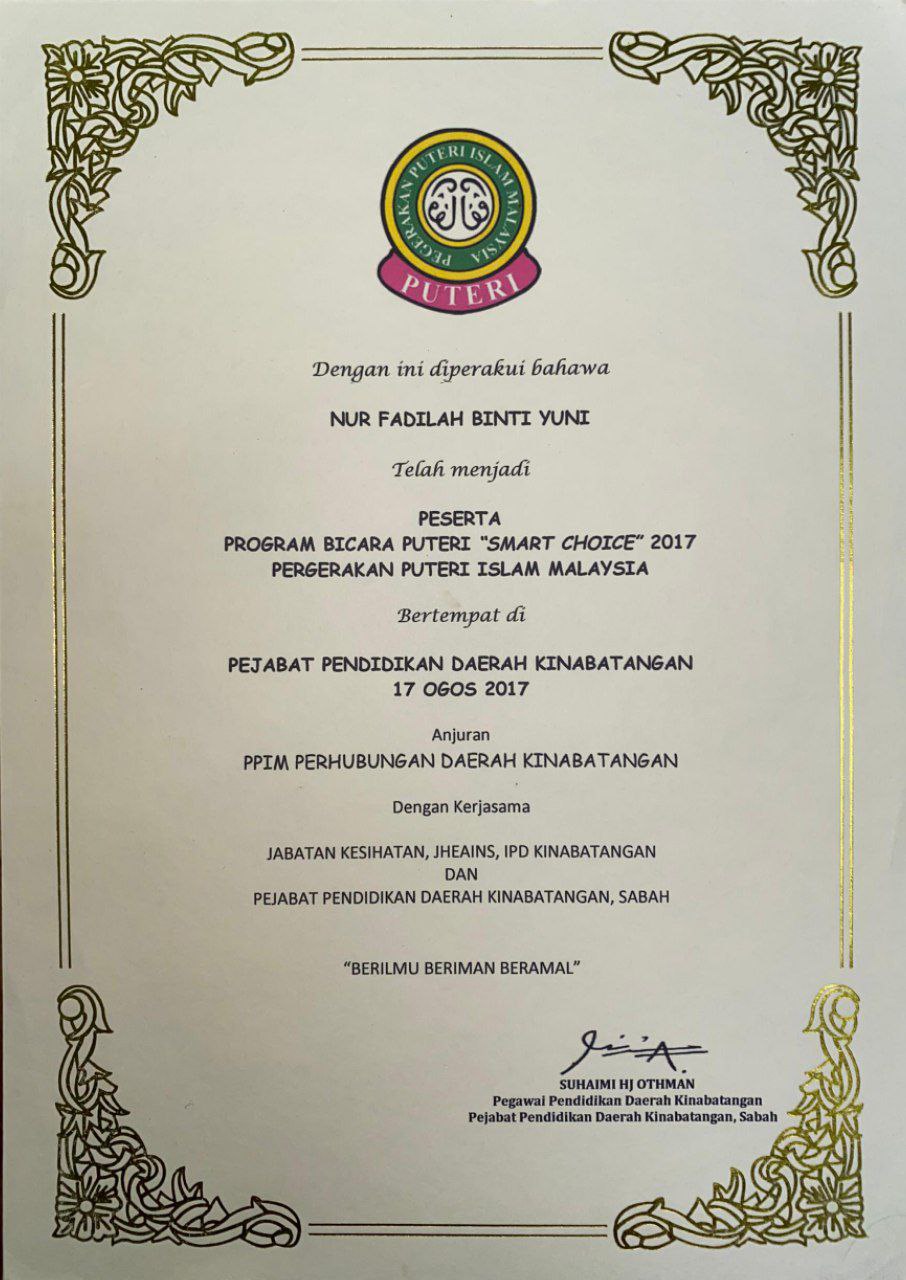 PEGERAKAN PUTERI ISLAM MALAYSIA
PUTERI
Dengan ini diperakui bahawa
NUR FADILAH BINTI YUNI
Telah menjadi
PESERTA
PROGRAM BICARA PUTERI “SMART CHOICE” 2017
PERGERAKAN PUTERI ISLAM MALAYSIA
Bertempat di
PEJABAT PENDIDIKAN DAERAH KINABATANGAN
17 OGOS 2017
Anjuran
PPIM PERHUBUNGAN DAERAH KINABATANGAN
Dengan Kerjasama
JABATAN KESIHATAN, JHEAINS, IPD KINABATANGAN
DAN
PEJABAT PENDIDIKAN DAERAH KINABATANGAN, SABAH
“BERILMU BERIMAN BERAMAL”
SUHAIMI HJ OTHMAN
Pegawai Pendidikan Daerah Kinabatangan
Pejabat Pendidikan Daerah Kinabatangan, Sabah